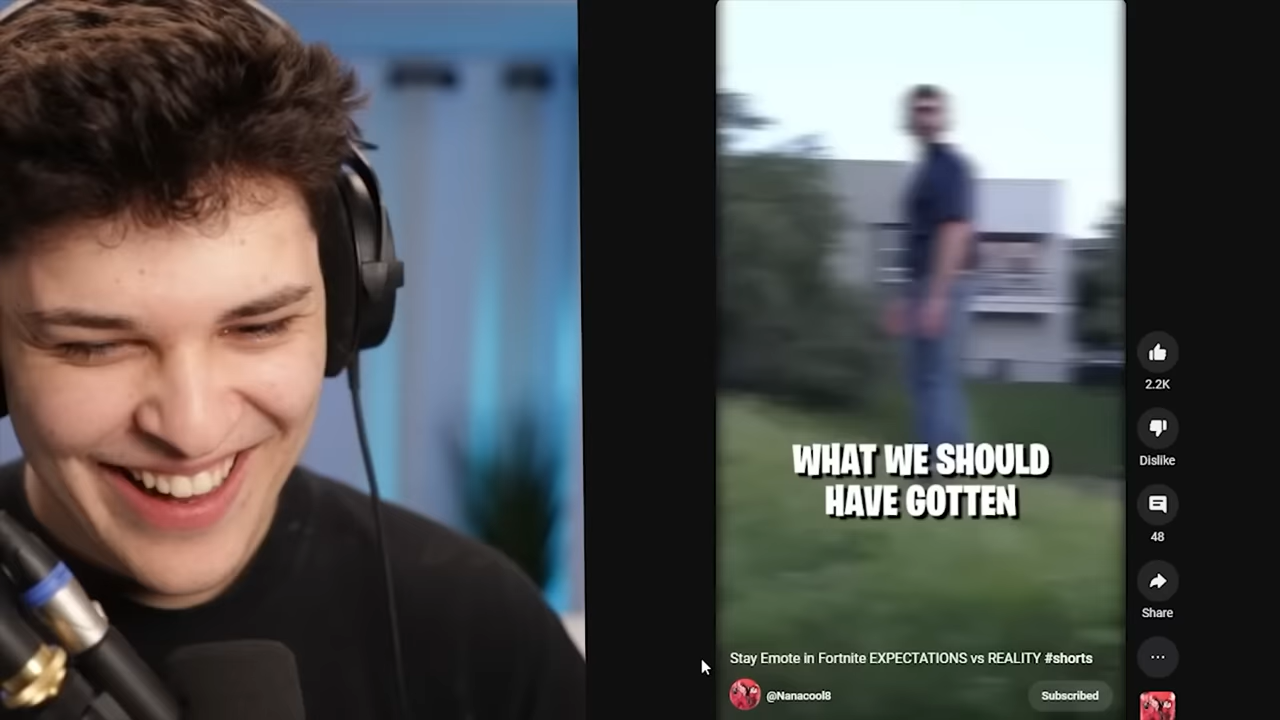 WHAT WE SHOULD
HAVE GOTTEN
2.2K
Dislike
48
Share
Stay Emote in Fortnite EXPECTATIONS vs REALITY #shorts
@Nanacool8
Subscribed